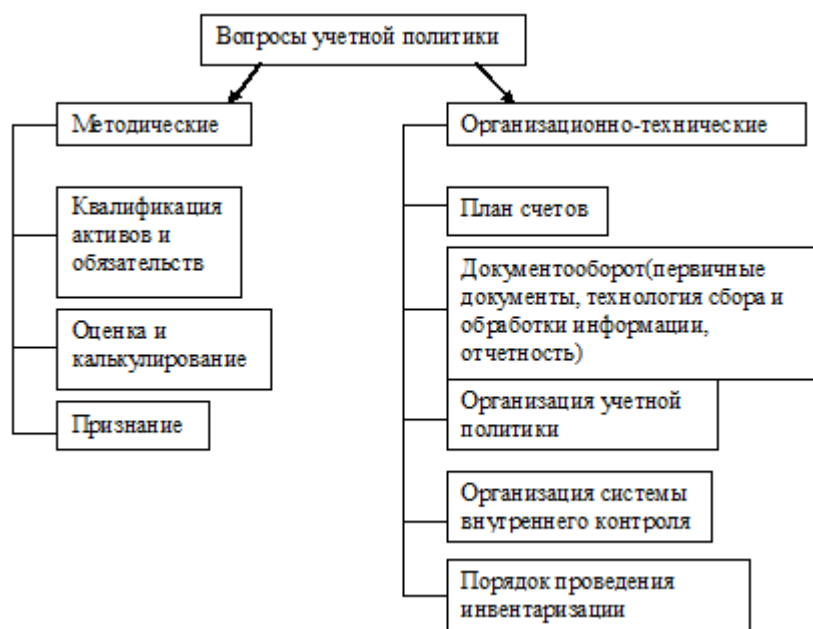 Вопросы учетной политики
Методические
Квалификация
активов и
обязательств
Оценка и
калькулирование
Признание
Организационно-технические
План счетов
Документооборот(первичные
документы, технология сбора и
обработки информации,
отчетность)
Организация учетной
политики
Организация системы
внутреннего контроля
Порядок проведения
инвентаризации